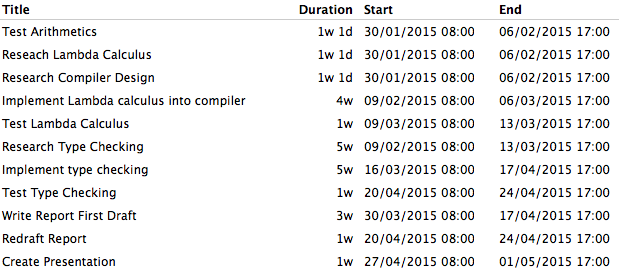 Title Duration Start End
Test Arithmetics 1w 1d 30/01/2015 08:00 06/02/2015 17:00
Reseach Lambda Calculus 1w 1d 30/01/2015 08:00 06/02/2015 17:00
Research Compiler Design 1w 1d 30/01/2015 08:00 06/02/2015 17:00
Implement Lambda calculus into compiler 4w 09/02/2015 08:00 06/03/2015 17:00
Test Lambda Calculus 1w 09/03/2015 08:00 13/03/2015 17:00
Research Type Checking 5w 09/02/2015 08:00 13/03/2015 17:00
Implement type checking 5w 16/03/2015 08:00 17/04/2015 17:00
Test Type Checking 1w 20/04/2015 08:00 24/04/2015 17:00
Write Report First Draft 3w 30/03/2015 08:00 17/04/2015 17:00
Redraft Report 1w 20/04/2015 08:00 24/04/2015 17:00
Create Presentation 1w 27/04/2015 08:00 01/05/2015 17:00